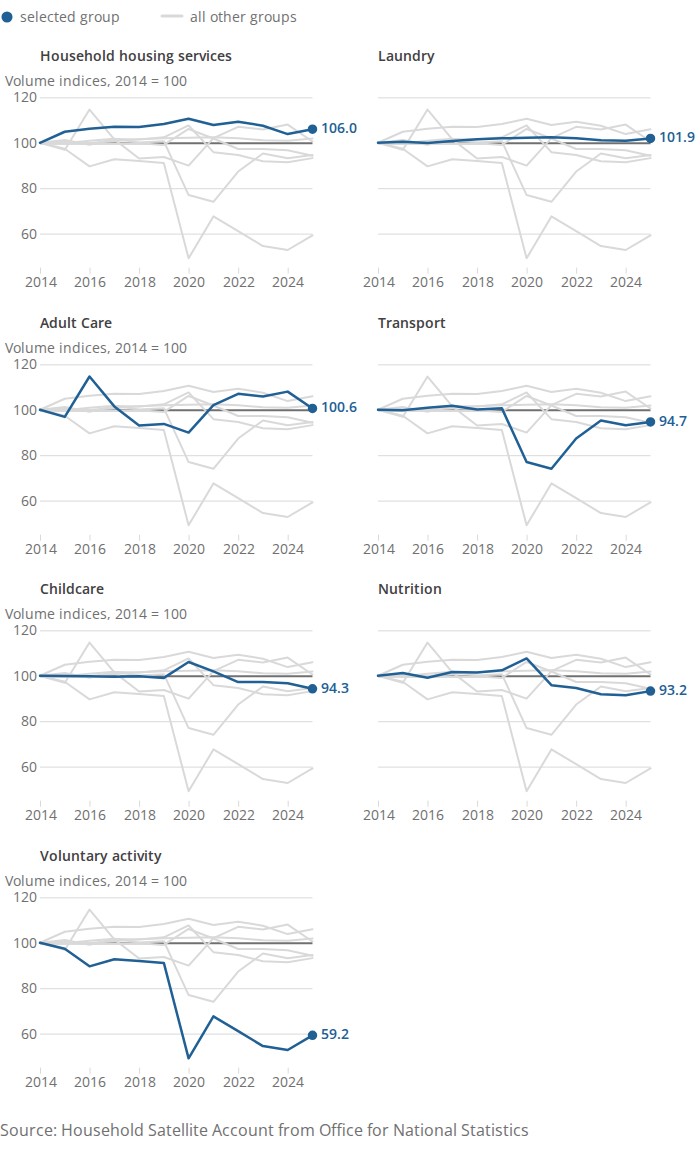 selected group all other groups
Household housing services Laundry
Volume indices, 2014 = 100
120
100
80
60
106.0
101.9
2014 2016 2018 2020 2022 2024 2014 2016 2018 2020 2022 2024
Adult Care Transport
Volume indices, 2014 = 100
120
100
80
60
100.6
94.7
2014 2016 2018 2020 2022 2024 2014 2016 2018 2020 2022 2024
Childcare Nutrition
Volume indices, 2014 = 100
120
100
80
60
94.3
93.2
2014 2016 2018 2020 2022 2024 2014 2016 2018 2020 2022 2024
Voluntary activity
Volume indices, 2014 = 100
120
100
80
60
59.2
2014 2016 2018 2020 2022 2024
Source: Household Satellite Account from Office for National Statistics